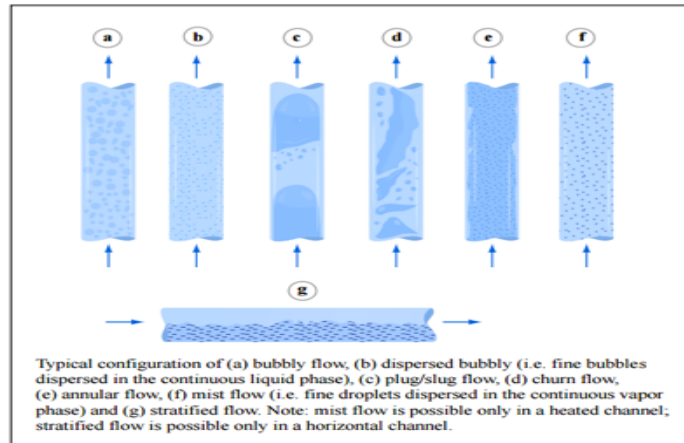 a b c d e f
g
Typical configuration of (a) bubbly flow, (b) dispersed bubbly (i.e. fine bubbles
dispersed in the continuous liquid phase), (c) plug/slug flow, (d) churn flow,
(e) annular flow, (f) mist flow (i.e. fine droplets dispersed in the continuous vapor
phase) and (g) stratified flow. Note: mist flow is possible only in a heated channel;
stratified flow is possible only in a horizontal channel.